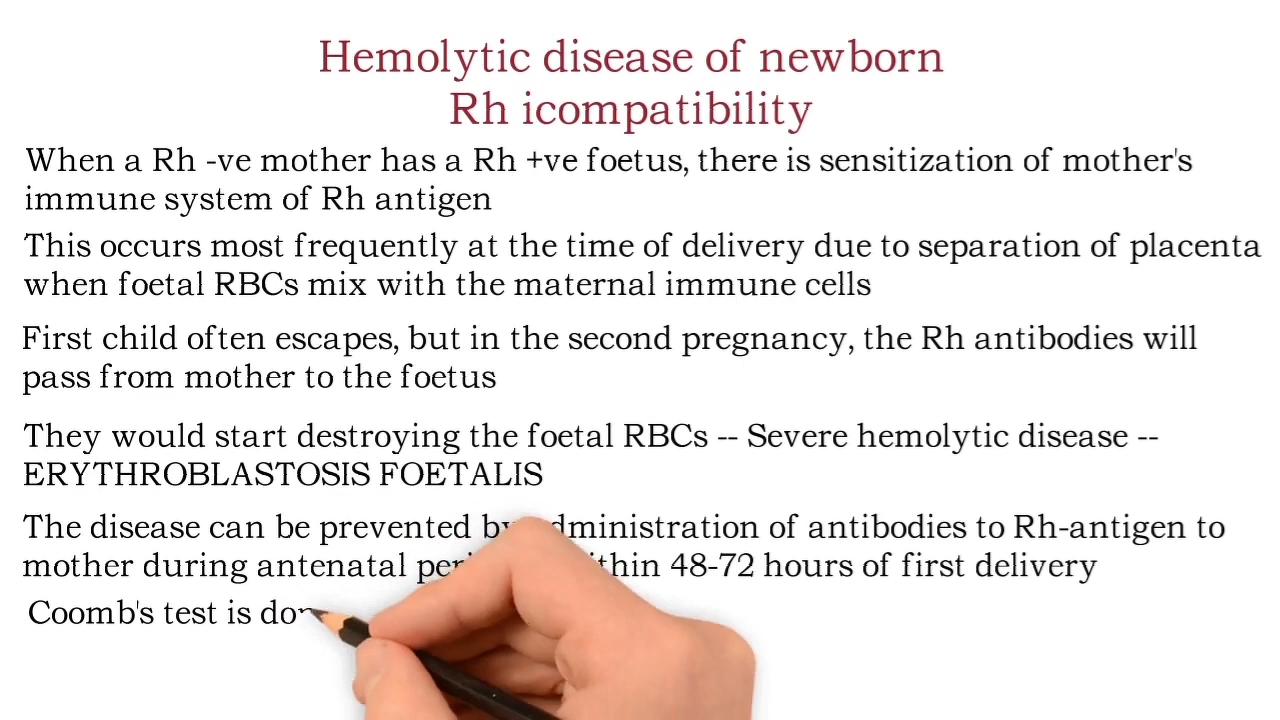 Hemolytic disease of newborn
Rh icompatibility
When a Rh -ve mother has a Rh +ve foetus, there is sensitization of mother's
immune system of Rh antigen
This occurs most frequently at the time of delivery due to separation of placenta
when foetal RBCs mix with the maternal immune cells
First child often escapes, but in the second pregnancy, the Rh antibodies will
pass from mother to the foetus
They would start destroying the foetal RBCs -- Severe hemolytic disease --
ERYTHROBLASTOSIS FOETALIS
The disease can be prevented by administration of antibodies to Rh-antigen to
mother during antenatal 48-72 hours of first delivery
Coomb's test is